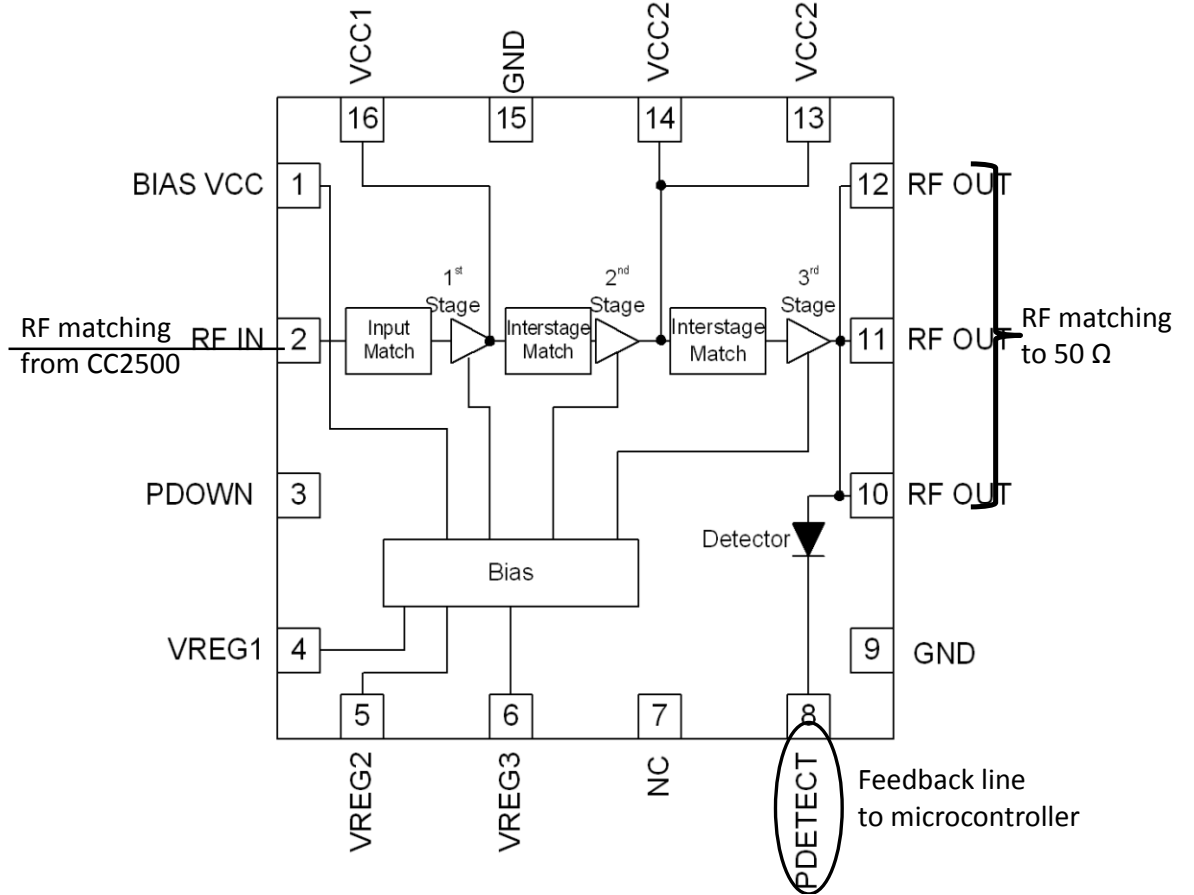 VCC1
GND
VCC2
VCC2
16
15
14
13
BIAS VCC
1
12
RF OUT
1st
Stage
2nd
Stage
3rd
Stage
RF matching
from CC2500
RF IN
2
Input
Match
Interstage
Match
Interstage
Match
11
RF OUT
RF matching
to 50 Ω
PDOWN
3
10
RF OUT
Detector
Bias
VREG1
4
9
GND
5
6
7
8
VREG2
VREG3
NC
PDETECT
Feedback line
to microcontroller